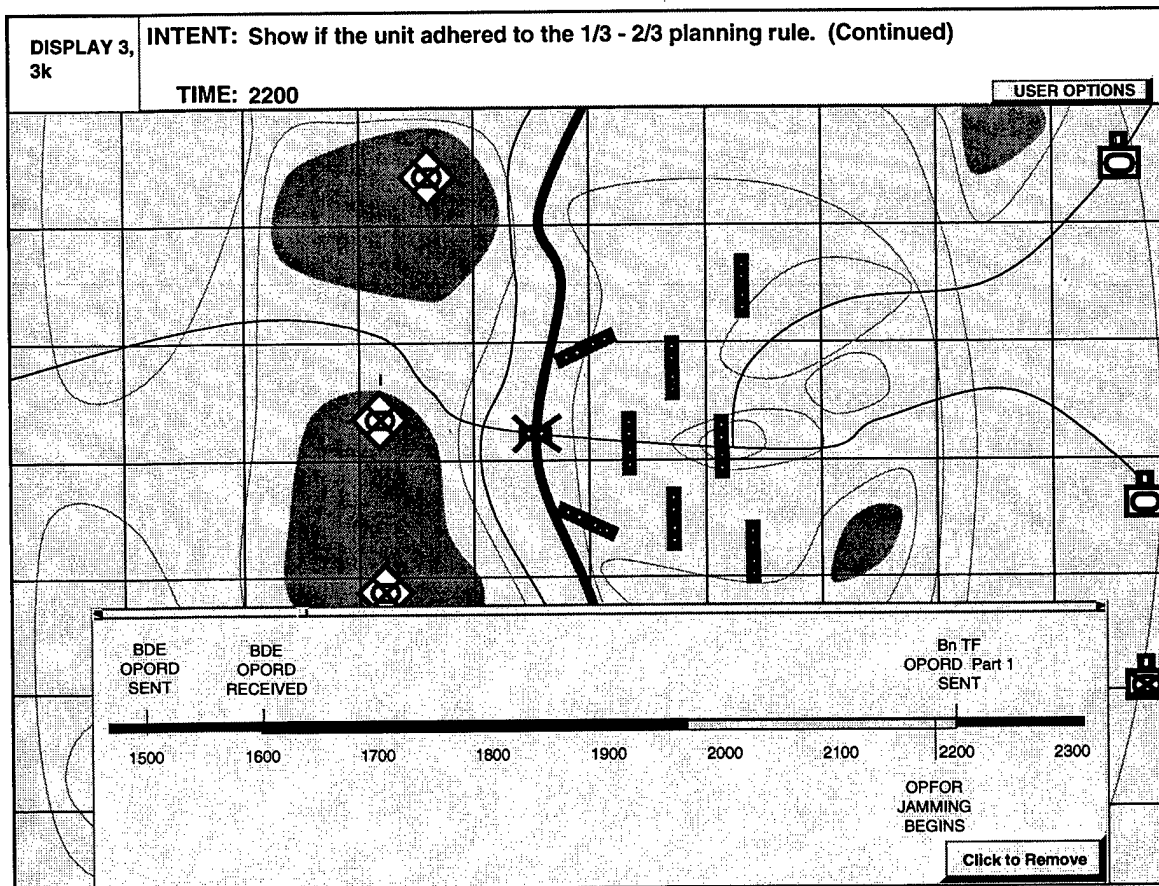 DISPLAY 3,
3k
INTENT: Show if the unit adhered to the 1/3 - 2/3 planning rule. (Continued)
TIME: 2200
USER OPTIONS
BDE
OPORD
SENT
BDE
OPORD
RECEIVED
Bn TF
OPORD Part 1
SENT
1500 1600 1700 1800 1900 2000 2100 2200 2300
OPFOR
JAMMING
BEGINS
Click to Remove